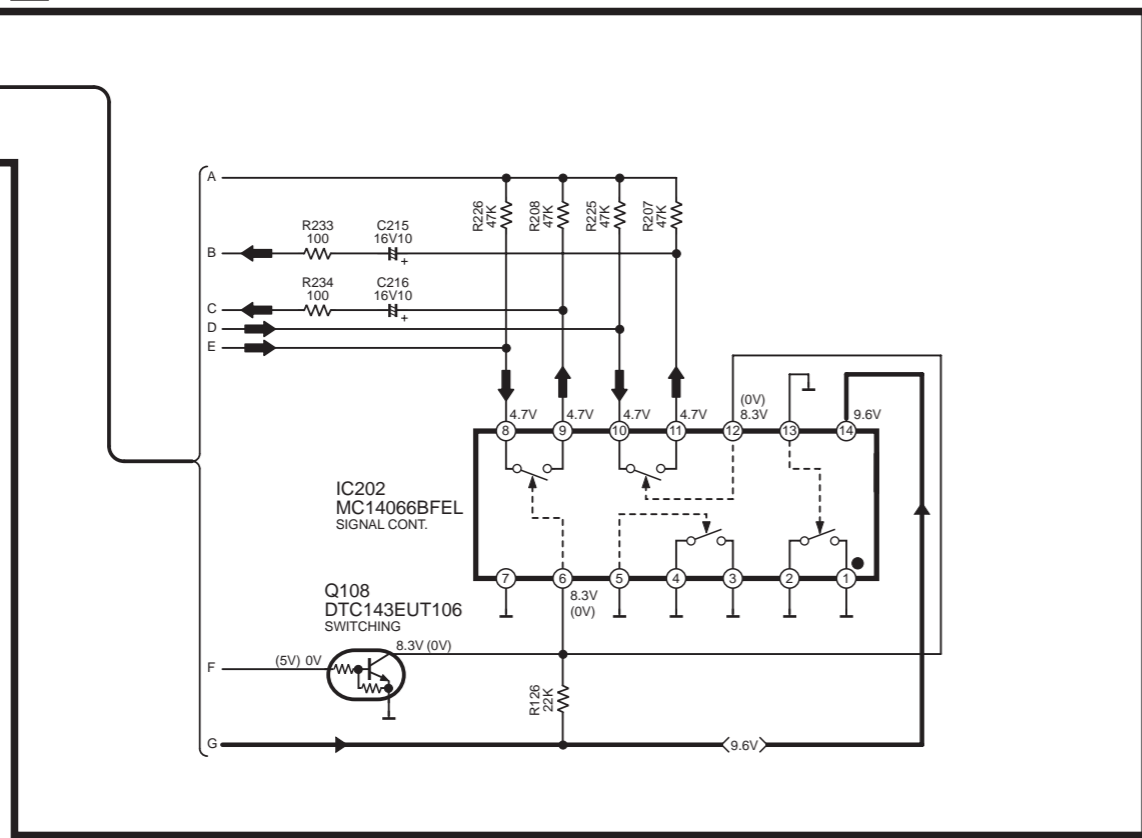 A
R226
47K
R208
47K
R225
47K
R207
47K
R233
100
C215
16V10
+
B
R234
100
C216
16V10
+
C
D
E
(0V)
4.7V
4.7V
4.7V
4.7V
8.3V
9.6V
8
9
10
11
12
13
14
IC202
MC14066BFEL
SIGNAL CONT.
7
6
5
4
3
2
1
8.3V
(0V)
Q108
DTC143EUT106
SWITCHING
8.3V (0V)
F
(5V) 0V
R126
22K
G
9.6V